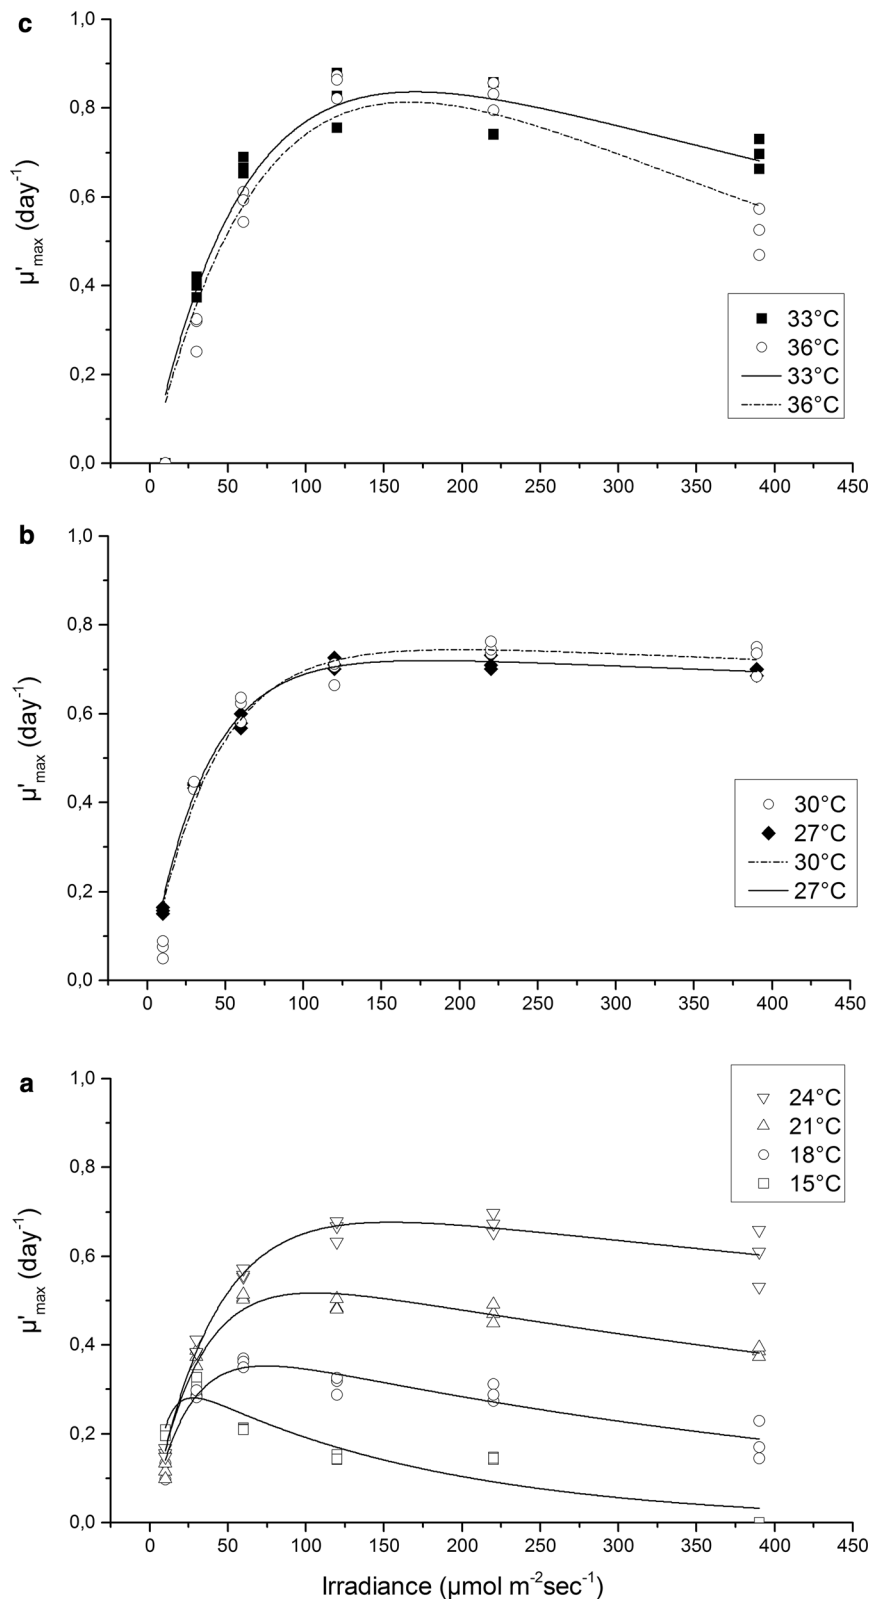 c
1,0
0,8
0,6
0,4
0,2
0,0
μ'max (day-1)
33°C
36°C
33°C
36°C
0 50 100 150 200 250 300 350 400 450
b
1,0
0,8
0,6
0,4
0,2
0,0
μ'max (day-1)
30°C
27°C
30°C
27°C
0 50 100 150 200 250 300 350 400 450
a
1,0
0,8
0,6
0,4
0,2
0,0
μ'max (day-1)
24°C
21°C
18°C
15°C
0 50 100 150 200 250 300 350 400 450
Irradiance (μmol m-2sec-1)